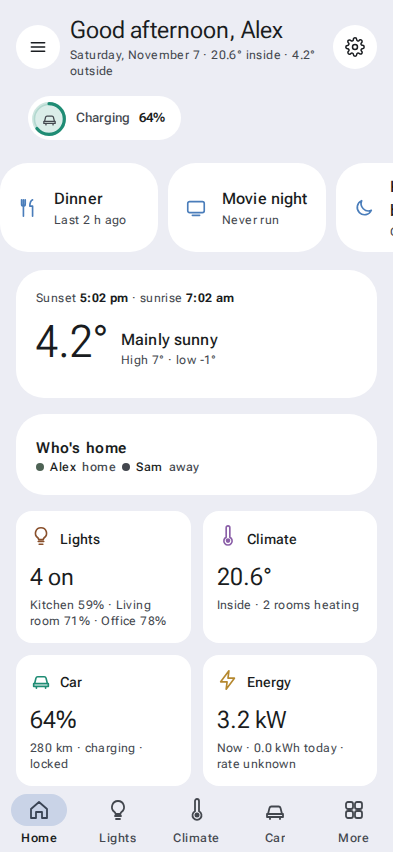 Good afternoon, Alex
Saturday, November 7 · 20.6° inside · 4.2°
outside
Charging 64%
Dinner
Last 2 h ago
Movie night
Never run
Sunset 5:02 pm · sunrise 7:02 am
4.2°
Mainly sunny
High 7° · low -1°
Who's home
Alex home Sam away
Lights
4 on
Kitchen 59% · Living
room 71% · Office 78%
Climate
20.6°
Inside · 2 rooms heating
Car
64%
280 km · charging ·
locked
Energy
3.2 kW
Now · 0.0 kWh today ·
rate unknown
Home
Lights
Climate
Car
More